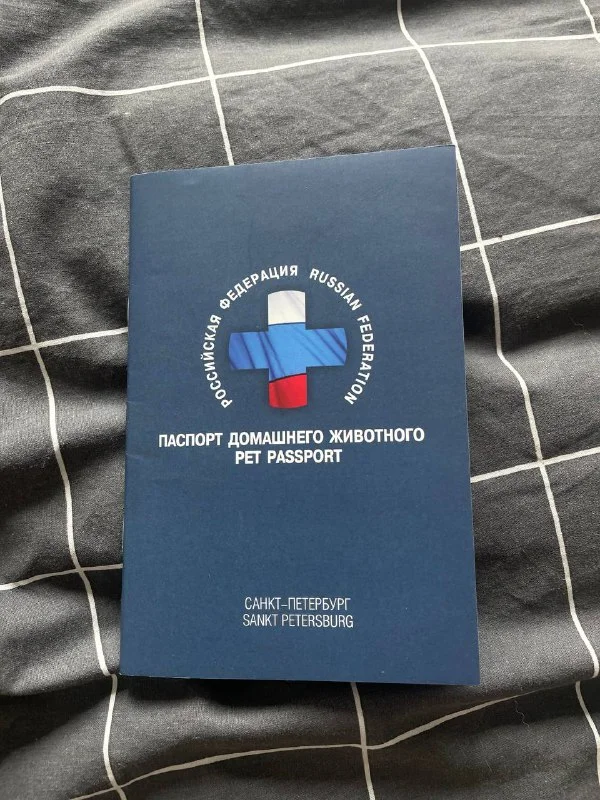 РОССИЙСКАЯ ФЕДЕРАЦИЯ RUSSIAN FEDERATION
ПАСПОРТ ДОМАШНЕГО ЖИВОТНОГО
PET PASSPORT
САНКТ-ПЕТЕРБУРГ
SANKT PETERSBURG